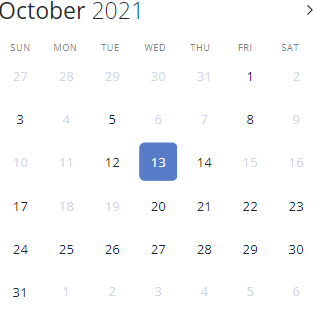 October 2021
SUN MON TUE WED THU FRI SAT
27 28 29 30 31 1 2
3 4 5 6 7 8 9
10 11 12 13 14 15 16
17 18 19 20 21 22 23
24 25 26 27 28 29 30
31 1 2 3 4 5 6